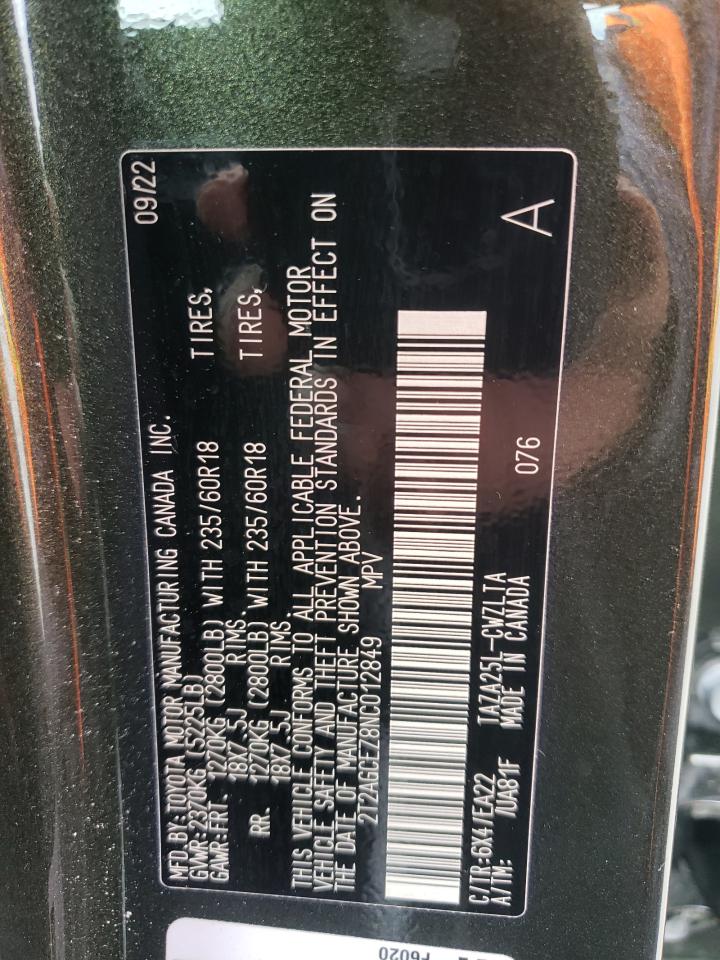 MFD.BY:TOYOTA MOTOR MANUFACTURING CANADA INC. 09/22
GVWR:2370KG (5225LB)
GAWR:FRT. 1270KG (2800LB) WITH 235/60R18 TIRES,
18X7.5J RIMS.
RR. 1270KG (2800LB) WITH 235/60R18 TIRES,
18X7.5J RIMS.
THIS VEHICLE CONFORMS TO ALL APPLICABLE FEDERAL MOTOR
VEHICLE SAFETY AND THEFT PREVENTION STANDARDS IN EFFECT ON
THE DATE OF MANUFACTURE SHOWN ABOVE.
2T2AGCEZ8NC012849 MPV
C/TR:6X4/EA22 IAZA25L-CWZLTA 076 A
A/TM: /UA81F MADE IN CANADA
F6020